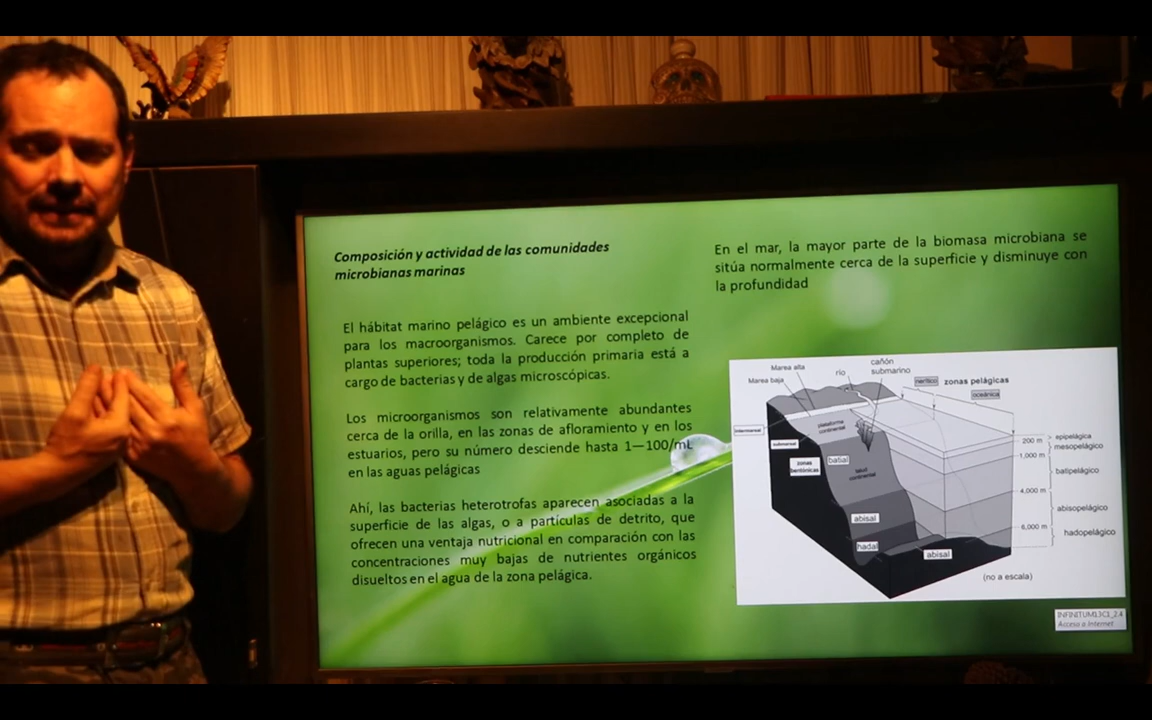 Composición y actividad de las comunidades
microbianas marinas
El hábitat marino pelágico es un ambiente excepcional
para los macroorganismos. Carece por completo de
plantas superiores; toda la producción primaria está a
cargo de bacterias y de algas microscópicas.
Los microorganismos son relativamente abundantes
cerca de la orilla, en las zonas de afloramiento y en los
estuarios, pero su número desciende hasta 1—100/mL
en las aguas pelágicas
Ahí, las bacterias heterotrofas aparecen asociadas a la
superficie de las algas, o a partículas de detrito, que
ofrecen una ventaja nutricional en comparación con las
concentraciones muy bajas de nutrientes orgánicos
disueltos en el agua de la zona pelágica.
En el mar, la mayor parte de la biomasa microbiana se
sitúa normalmente cerca de la superficie y disminuye con
la profundidad
Marea alta
Marea baja
río
cañón
submarino
nerítico
zonas pelágicas
oceánica
intermareal
submareal
plataforma
continental
zonas
bentónicas
batial
talud
continental
abisal
hadal
abisal
200 m
1,000 m
4,000 m
6,000 m
epipelágica
mesopelágico
batipelágico
abisopelágico
hadopelágico
(no a escala)
Acceso a Internet